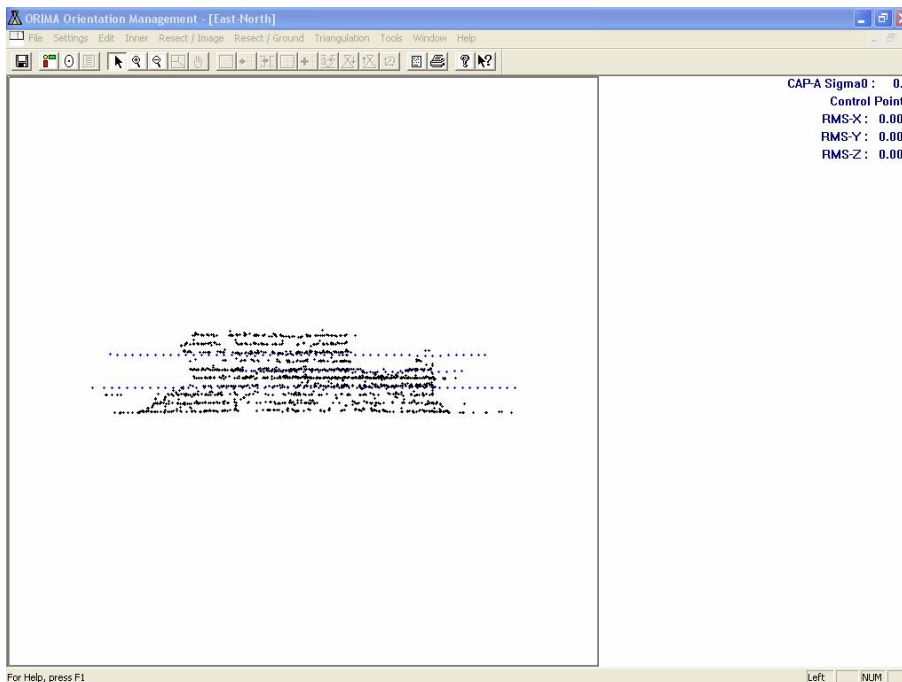 ORIMA Orientation Management - [East-North]
File Settings Edit Inner Resect / Image Resect / Ground Triangulation Tools Window Help
CAP-A Sigma0 : 0.
Control Point
RMS-X : 0.00
RMS-Y : 0.00
RMS-Z : 0.00
For Help, press F1
Left NUM